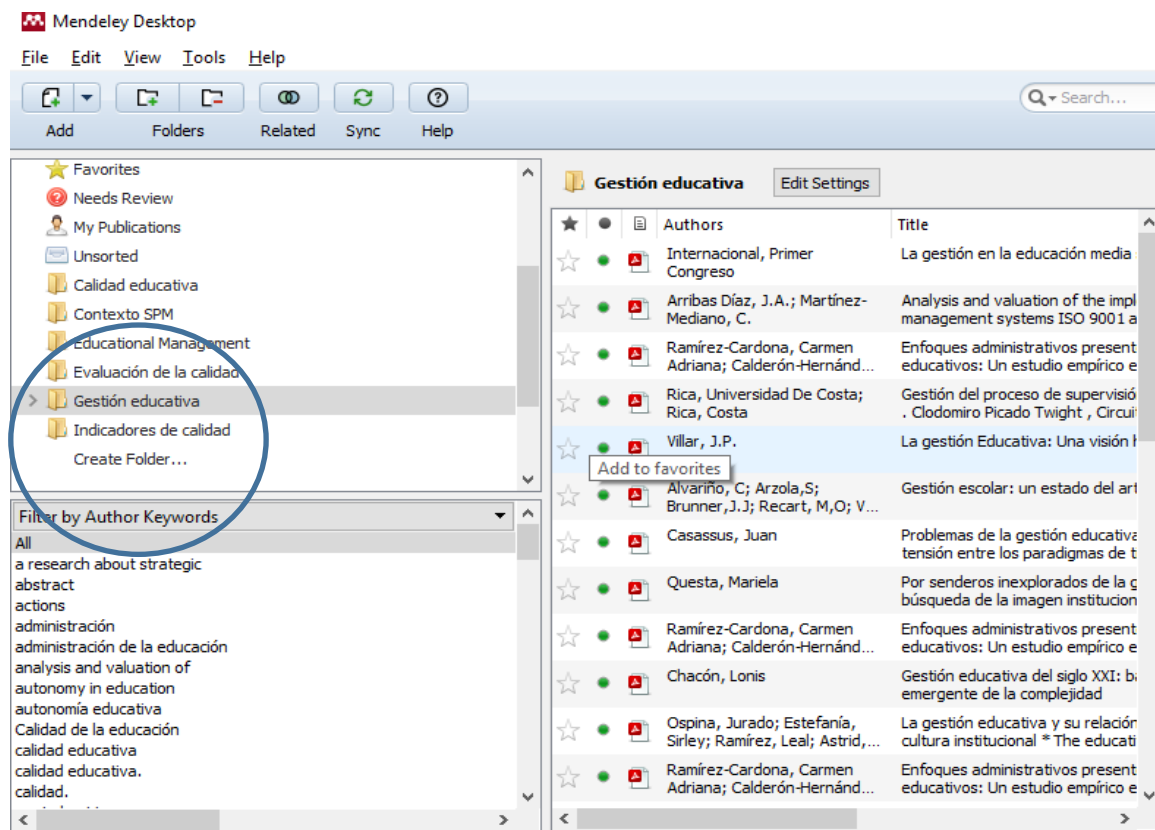 Mendeley Desktop
File Edit View Tools Help
Search...
Add Folders Related Sync Help
Favorites
Needs Review
My Publications
Unsorted
Calidad educativa
Contexto SPM
Educational Management
Evaluación de la calidad
Gestión educativa
Indicadores de calidad
Create Folder...
Filter by Author Keywords
All
a research about strategic
abstract
actions
administración
administración de la educación
analysis and valuation of
autonomy in education
autonomía educativa
Calidad de la educación
calidad educativa
calidad educativa.
calidad.
Gestión educativa Edit Settings
Authors Title
Internacional, Primer
Congreso
La gestión en la educación media
Arribas Díaz, J.A.; Martínez-
Mediano, C.
Analysis and valuation of the impl
management systems ISO 9001 a
Ramírez-Cardona, Carmen
Adriana; Calderón-Hernánd...
Enfoques administrativos present
educativos: Un estudio empírico e
Rica, Universidad De Costa;
Rica, Costa
Gestión del proceso de supervisió
. Clodomiro Picado Twight , Circui
Villar, J.P.
La gestión Educativa: Una visión
Add to favorites
Alvariño, C; Arzola,S;
Brunner,J.J; Recart, M,O; V...
Gestión escolar: un estado del art
Casassus, Juan
Problemas de la gestión educativa
tensión entre los paradigmas de t
Questa, Mariela
Por senderos inexplorados de la g
búsqueda de la imagen institucion
Ramírez-Cardona, Carmen
Adriana; Calderón-Hernánd...
Enfoques administrativos present
educativos: Un estudio empírico e
Chacón, Lonis
Gestión educativa del siglo XXI: ba
emergente de la complejidad
Ospina, Jurado; Estefanía,
Sirley; Ramírez, Leal; Astrid,...
La gestión educativa y su relación
cultura institucional * The educati
Ramírez-Cardona, Carmen
Adriana; Calderón-Hernánd...
Enfoques administrativos present
educativos: Un estudio empírico e